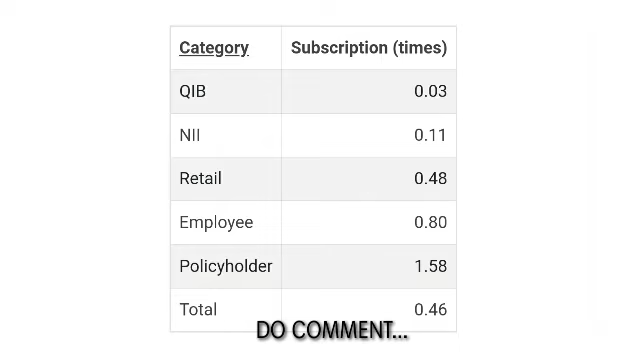 Category Subscription (times)
QIB 0.03
NII 0.11
Retail 0.48
Employee 0.80
Policyholder 1.58
Total 0.46
DO COMMENT...